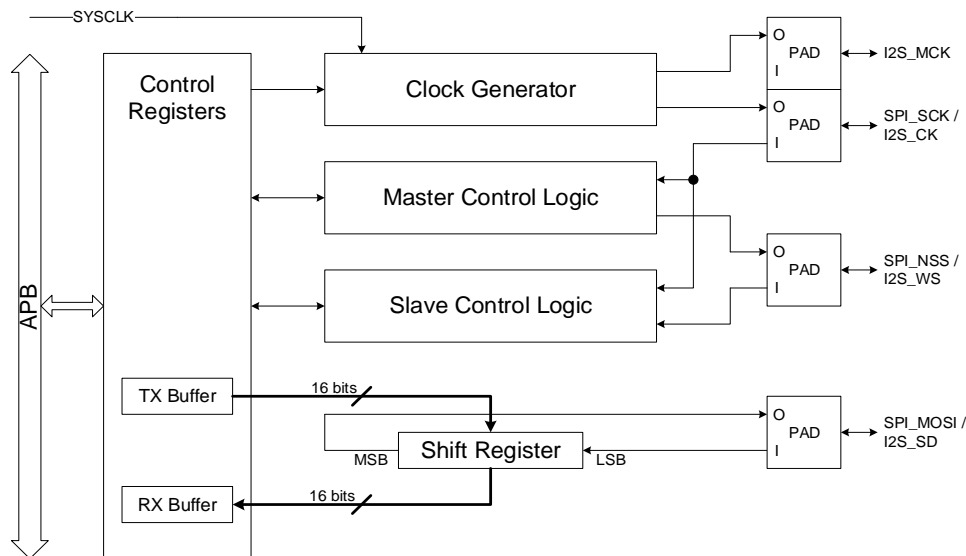 SYSCLK
Control
Registers
Clock Generator
O
PAD
I
I2S_MCK
O
PAD
I
SPI_SCK /
I2S_CK
Master Control Logic
O
PAD
I
SPI_NSS /
I2S_WS
Slave Control Logic
APB
TX Buffer
16 bits
O
PAD
I
SPI_MOSI /
I2S_SD
MSB
Shift Register
LSB
RX Buffer
16 bits